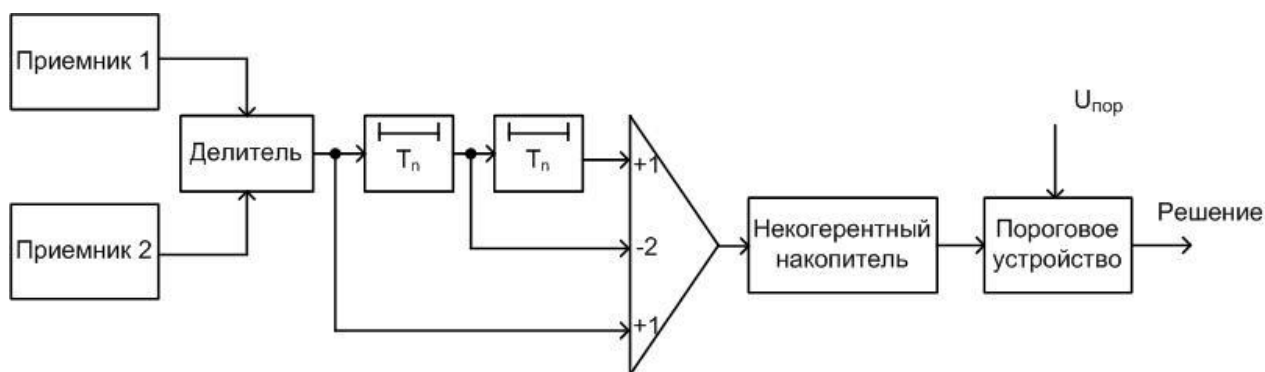 Приемник 1
Приемник 2
Делитель
Tп
Tп
+1
-2
+1
Некогерентный
накопитель
Uпор
Пороговое
устройство
Решение